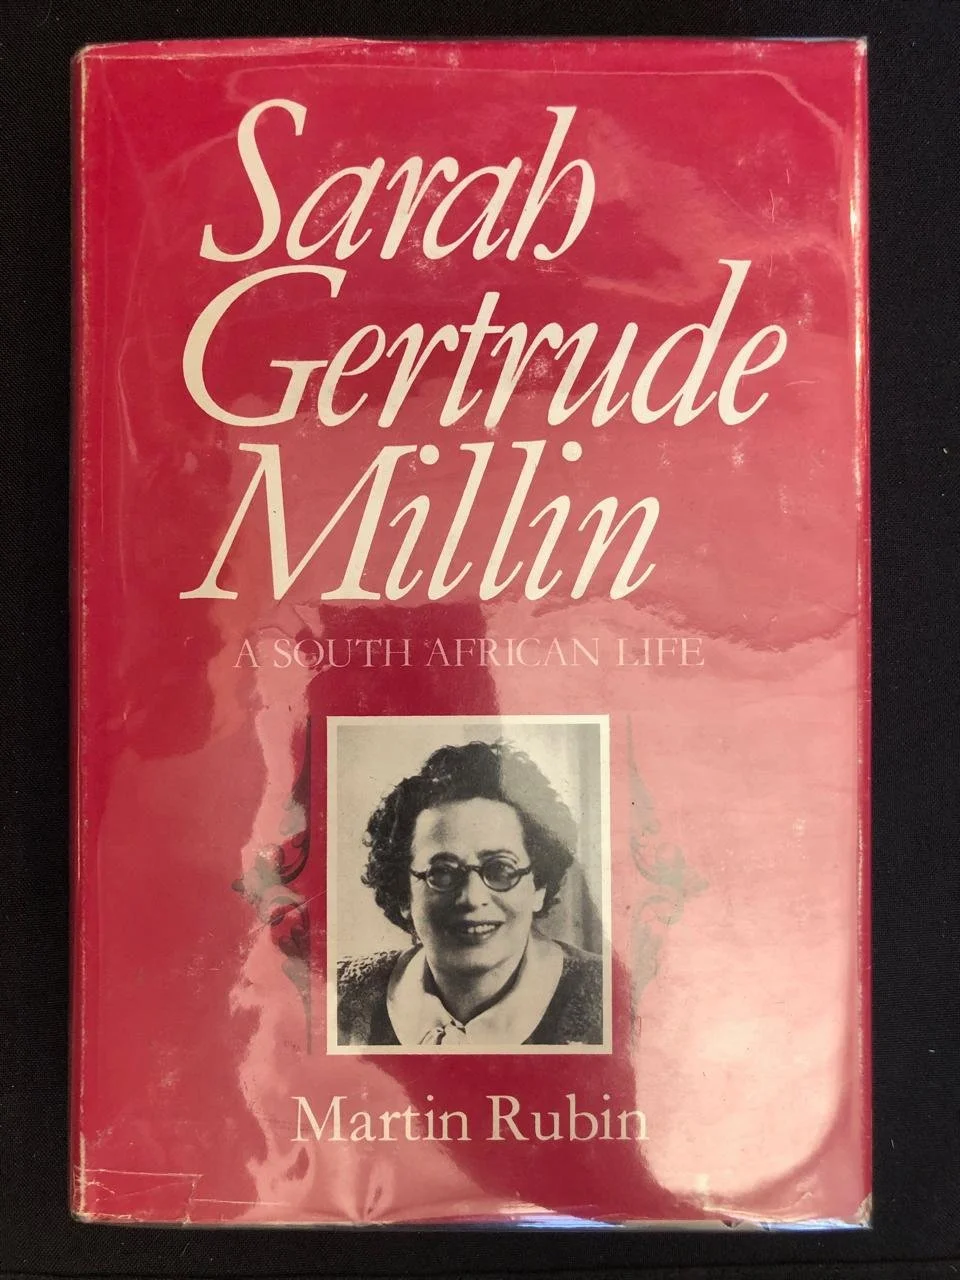 Sarah
Gertrude
Millin
A SOUTH AFRICAN LIFE
Martin Rubin